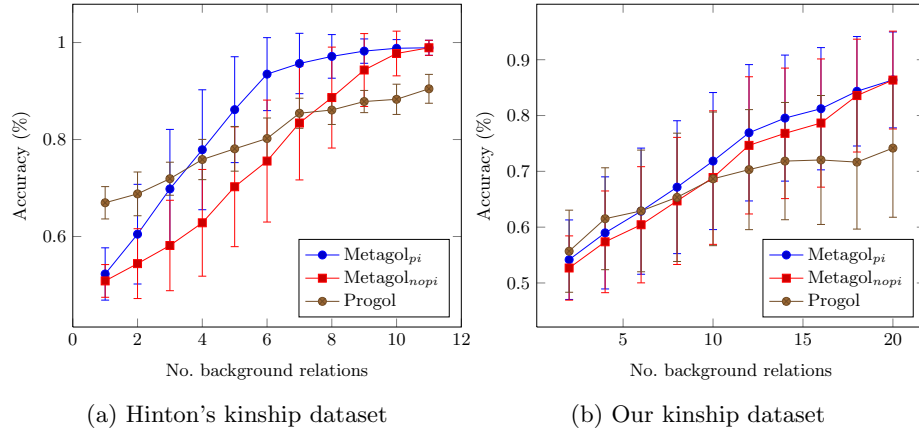 1
0.8
0.6
Accuracy (%)
0 2 4 6 8 10 12
No. background relations
Metagol_pi
Metagol_nopi
Progol
(a) Hinton's kinship dataset
0.9
0.8
0.7
0.6
0.5
Accuracy (%)
5 10 15 20
No. background relations
Metagol_pi
Metagol_nopi
Progol
(b) Our kinship dataset